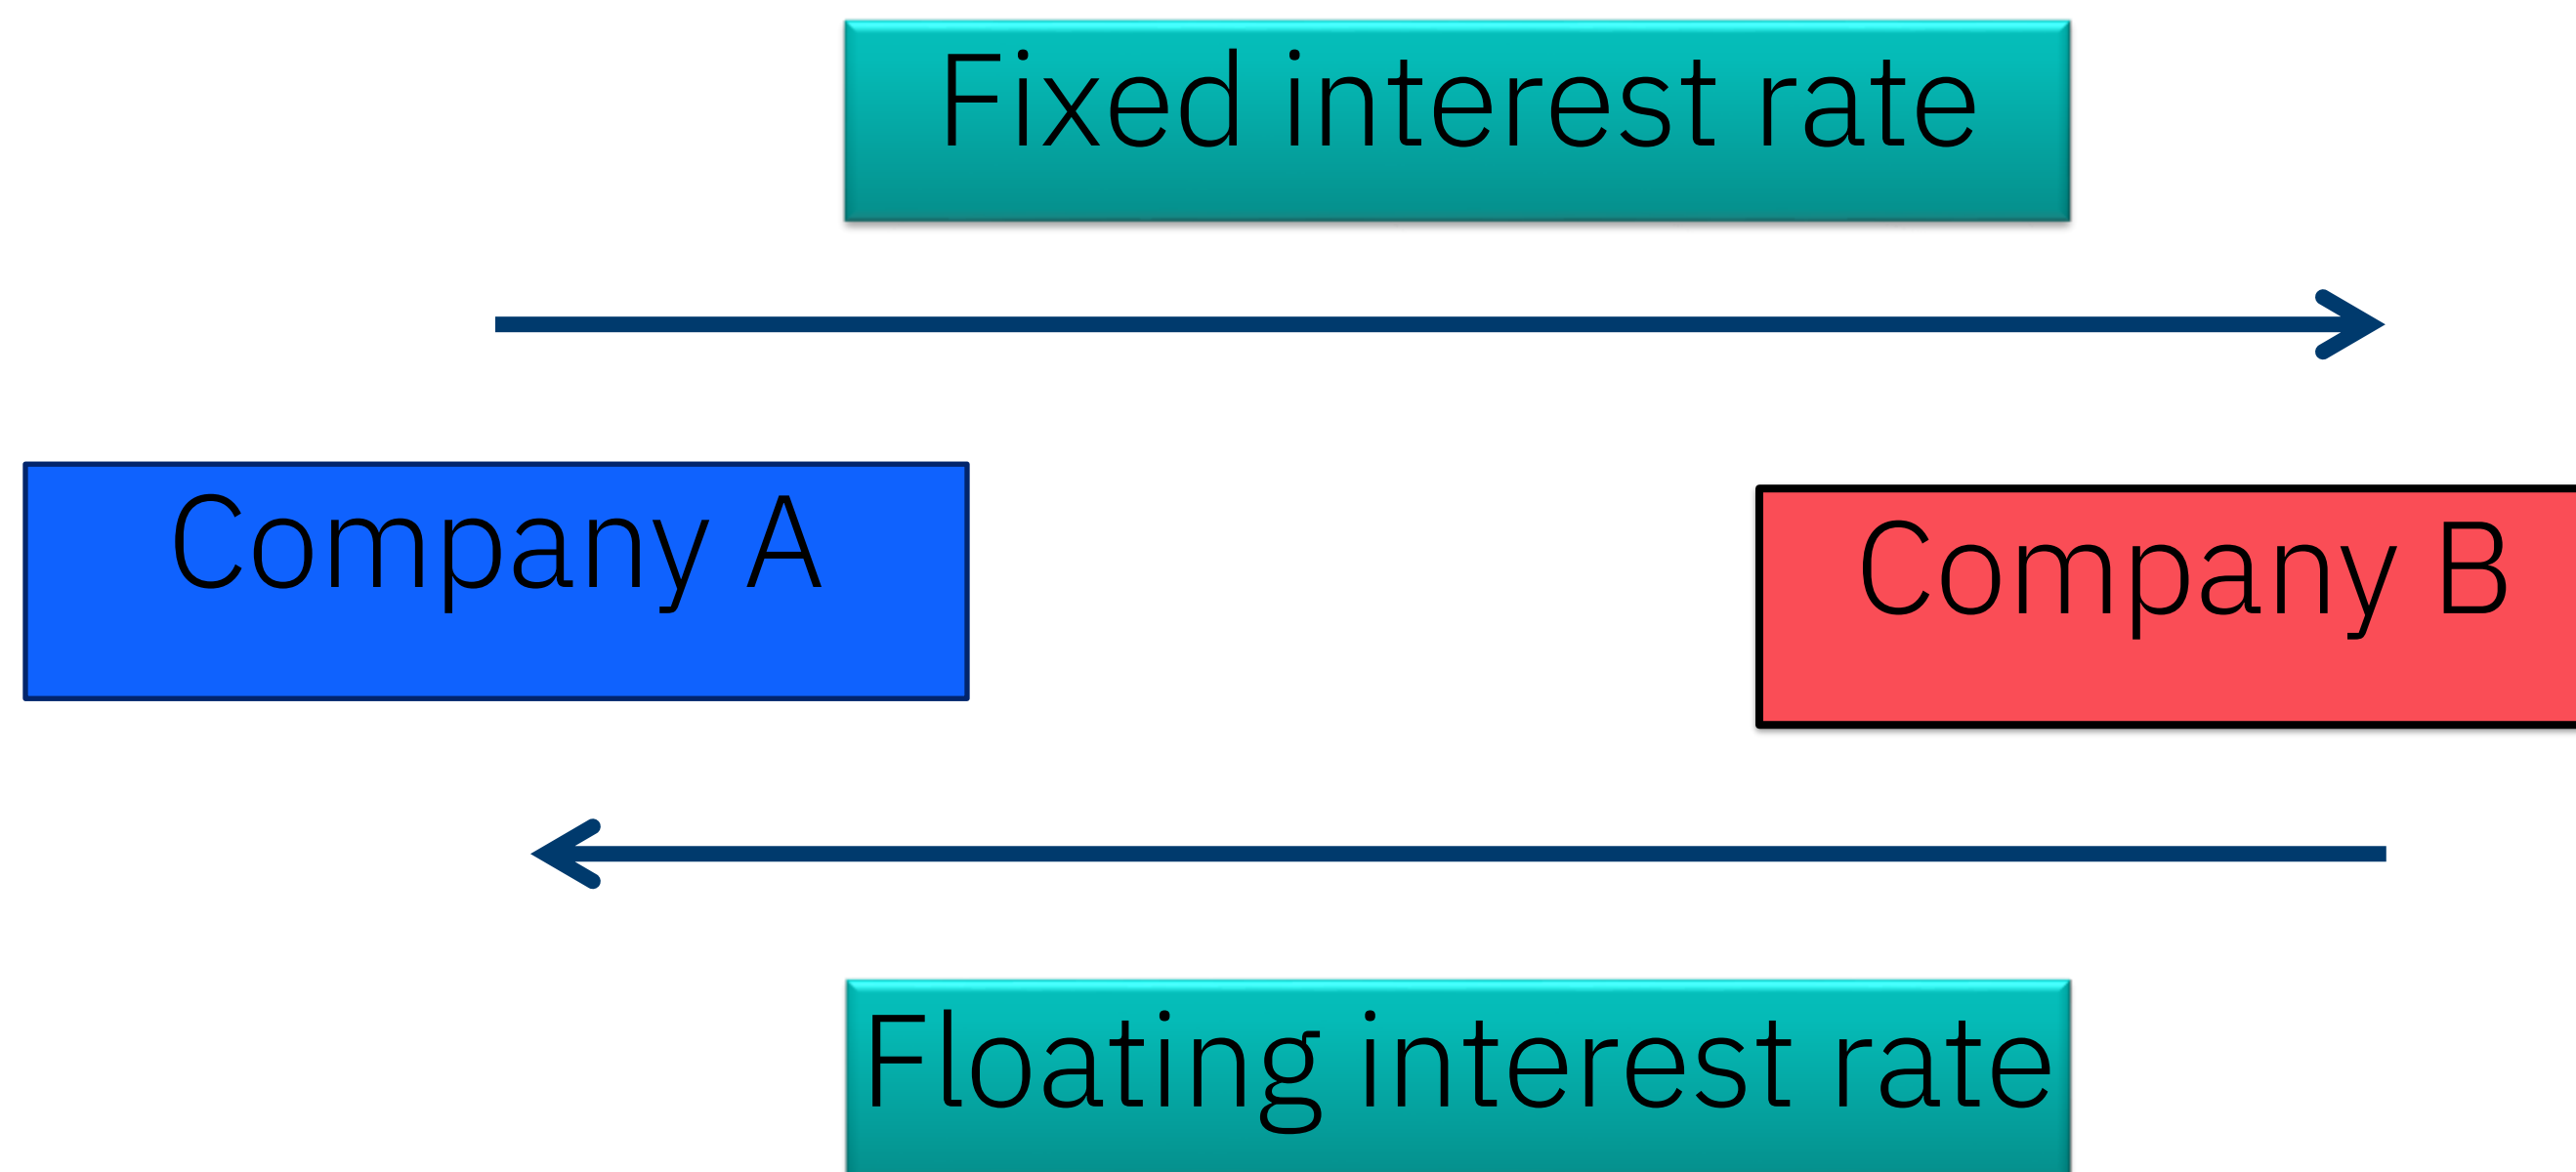 Fixed interest rate
Company A
Company B
Floating interest rate